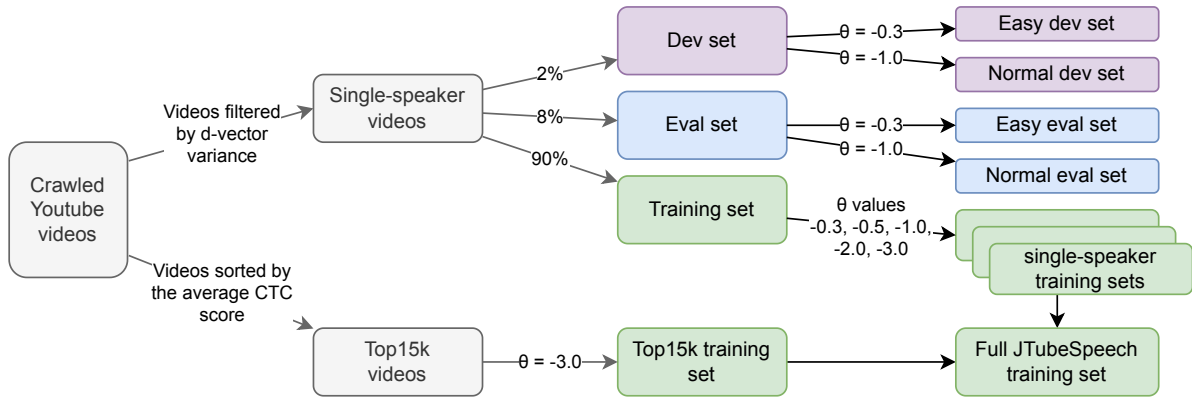 Crawled
Youtube
videos
Videos filtered
by d-vector
variance
Single-speaker
videos
2%
8%
90%
Dev set
θ = -0.3
θ = -1.0
Easy dev set
Normal dev set
Eval set
θ = -0.3
θ = -1.0
Easy eval set
Normal eval set
Training set
θ values
-0.3, -0.5, -1.0,
-2.0, -3.0
single-speaker
training sets
Videos sorted by
the average CTC
score
Top15k
videos
θ = -3.0
Top15k training
set
Full JTubeSpeech
training set